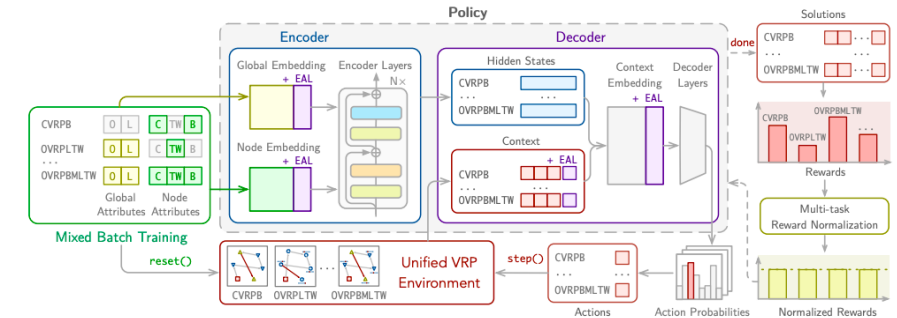 Policy
Encoder
Decoder
Global Embedding
+ EAL
Encoder Layers
N×
Node Embedding
+ EAL
Hidden States
CVRPB
...
OVRPBMLTW
Context
+ EAL
CVRPB
...
OVRPBMLTW
Context
Embedding
+ EAL
Decoder
Layers
CVRPB
O L
C TW B
OVRPLTW
O L
C TW B
...
OVRPBMLTW
O L
C TW B
Global
Attributes
Node
Attributes
Mixed Batch Training
reset()
CVRPB
OVRPLTW
...
OVRPBMLTW
Unified VRP
Environment
step()
CVRPB
...
...
OVRPBMLTW
Actions
Action Probabilities
done
Solutions
CVRPB
...
...
...
OVRPBMLTW
...
CVRPB
OVRPLTW
OVRPBMLTW
...
Rewards
Multi-task
Reward Normalization
Normalized Rewards